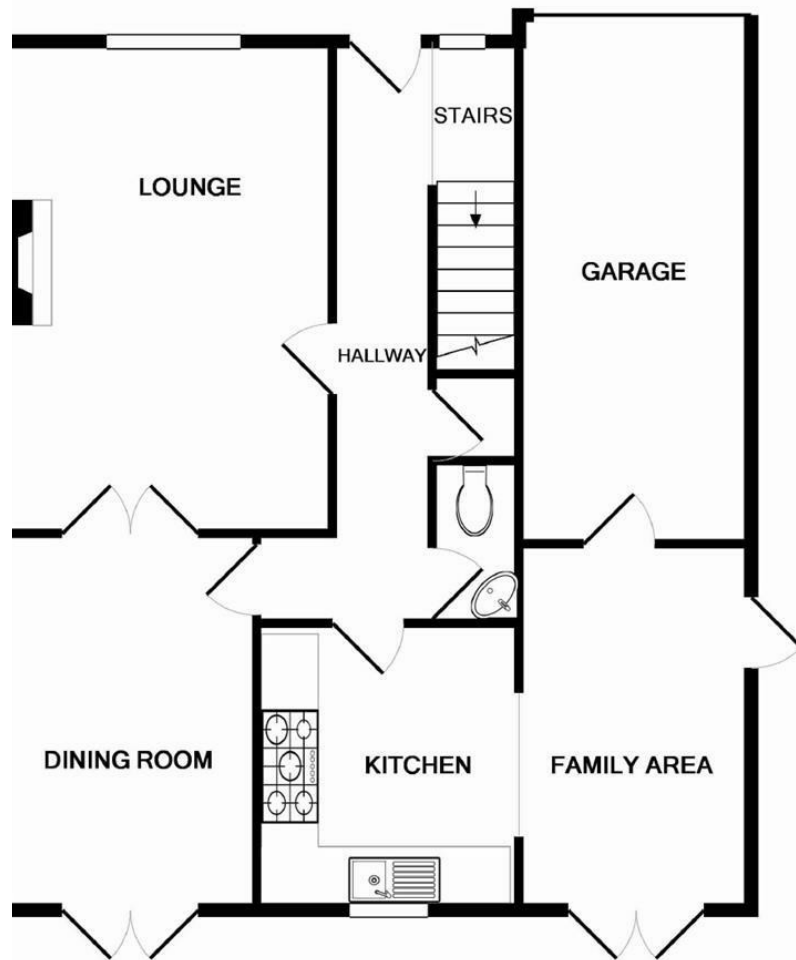 STAIRS
LOUNGE
GARAGE
HALLWAY
DINING ROOM
KITCHEN
FAMILY AREA